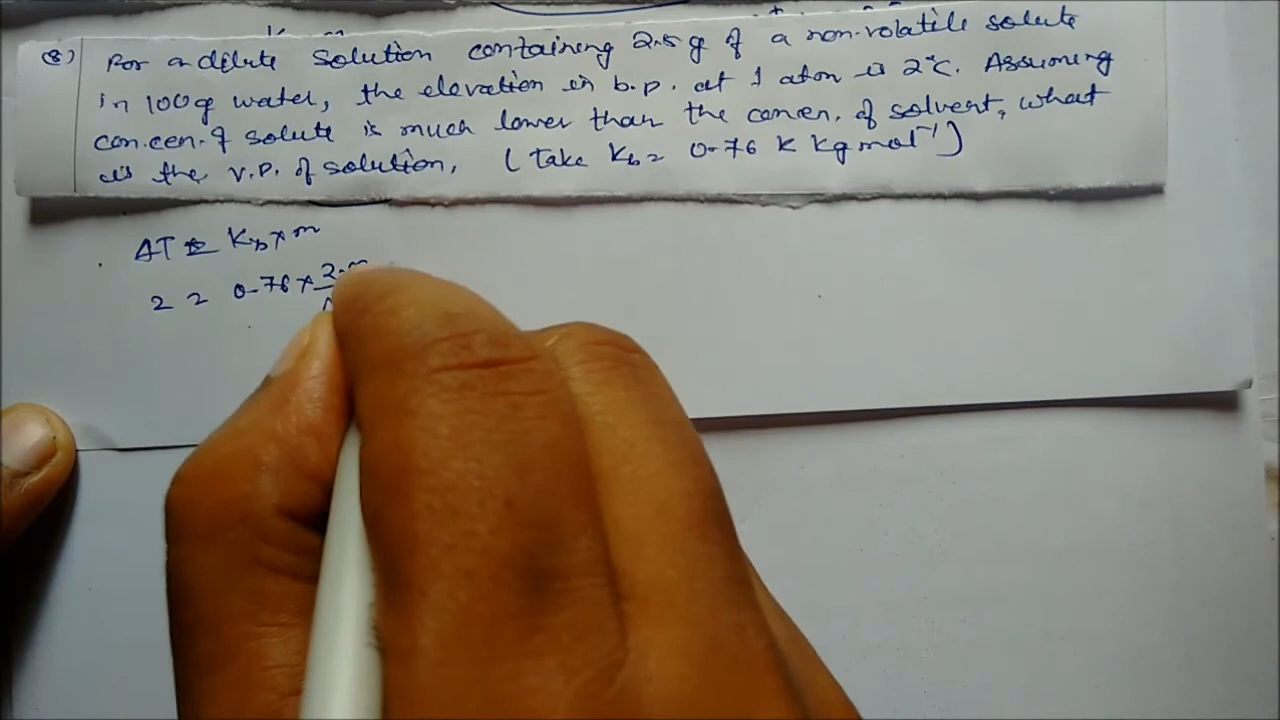 (8) For a dilute solution containing 2.5 g of a non-volatile solute
in 100g water, the elevation in b.p. at 1 atm is 2°C. Assuming
concen. of solute is much lower than the concn. of solvent, what
is the v.p. of solution, (Take Kb = 0.76 K kg mol⁻¹)
ΔT = Kb × m
2 = 0.76 ×